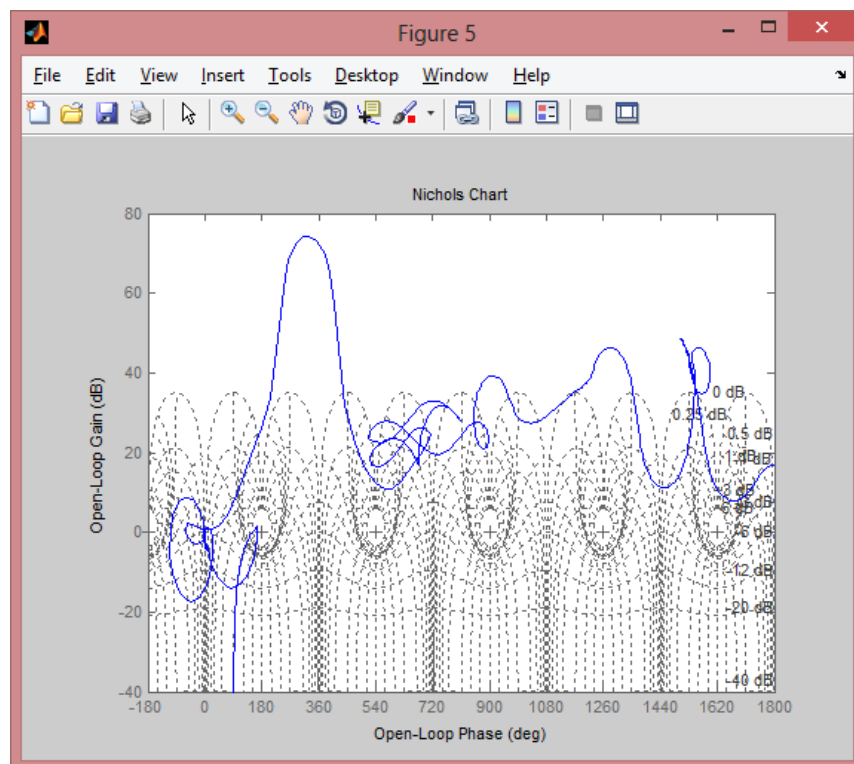 Figure 5
File Edit View Insert Tools Desktop Window Help
Nichols Chart
80
60
40
20
0
-20
-40
Open-Loop Gain (dB)
0 dB
0.25 dB
0.5 dB
-6 dB
-12 dB
-20 dB
-40 dB
-180 0 180 360 540 720 900 1080 1260 1440 1620 1800
Open-Loop Phase (deg)